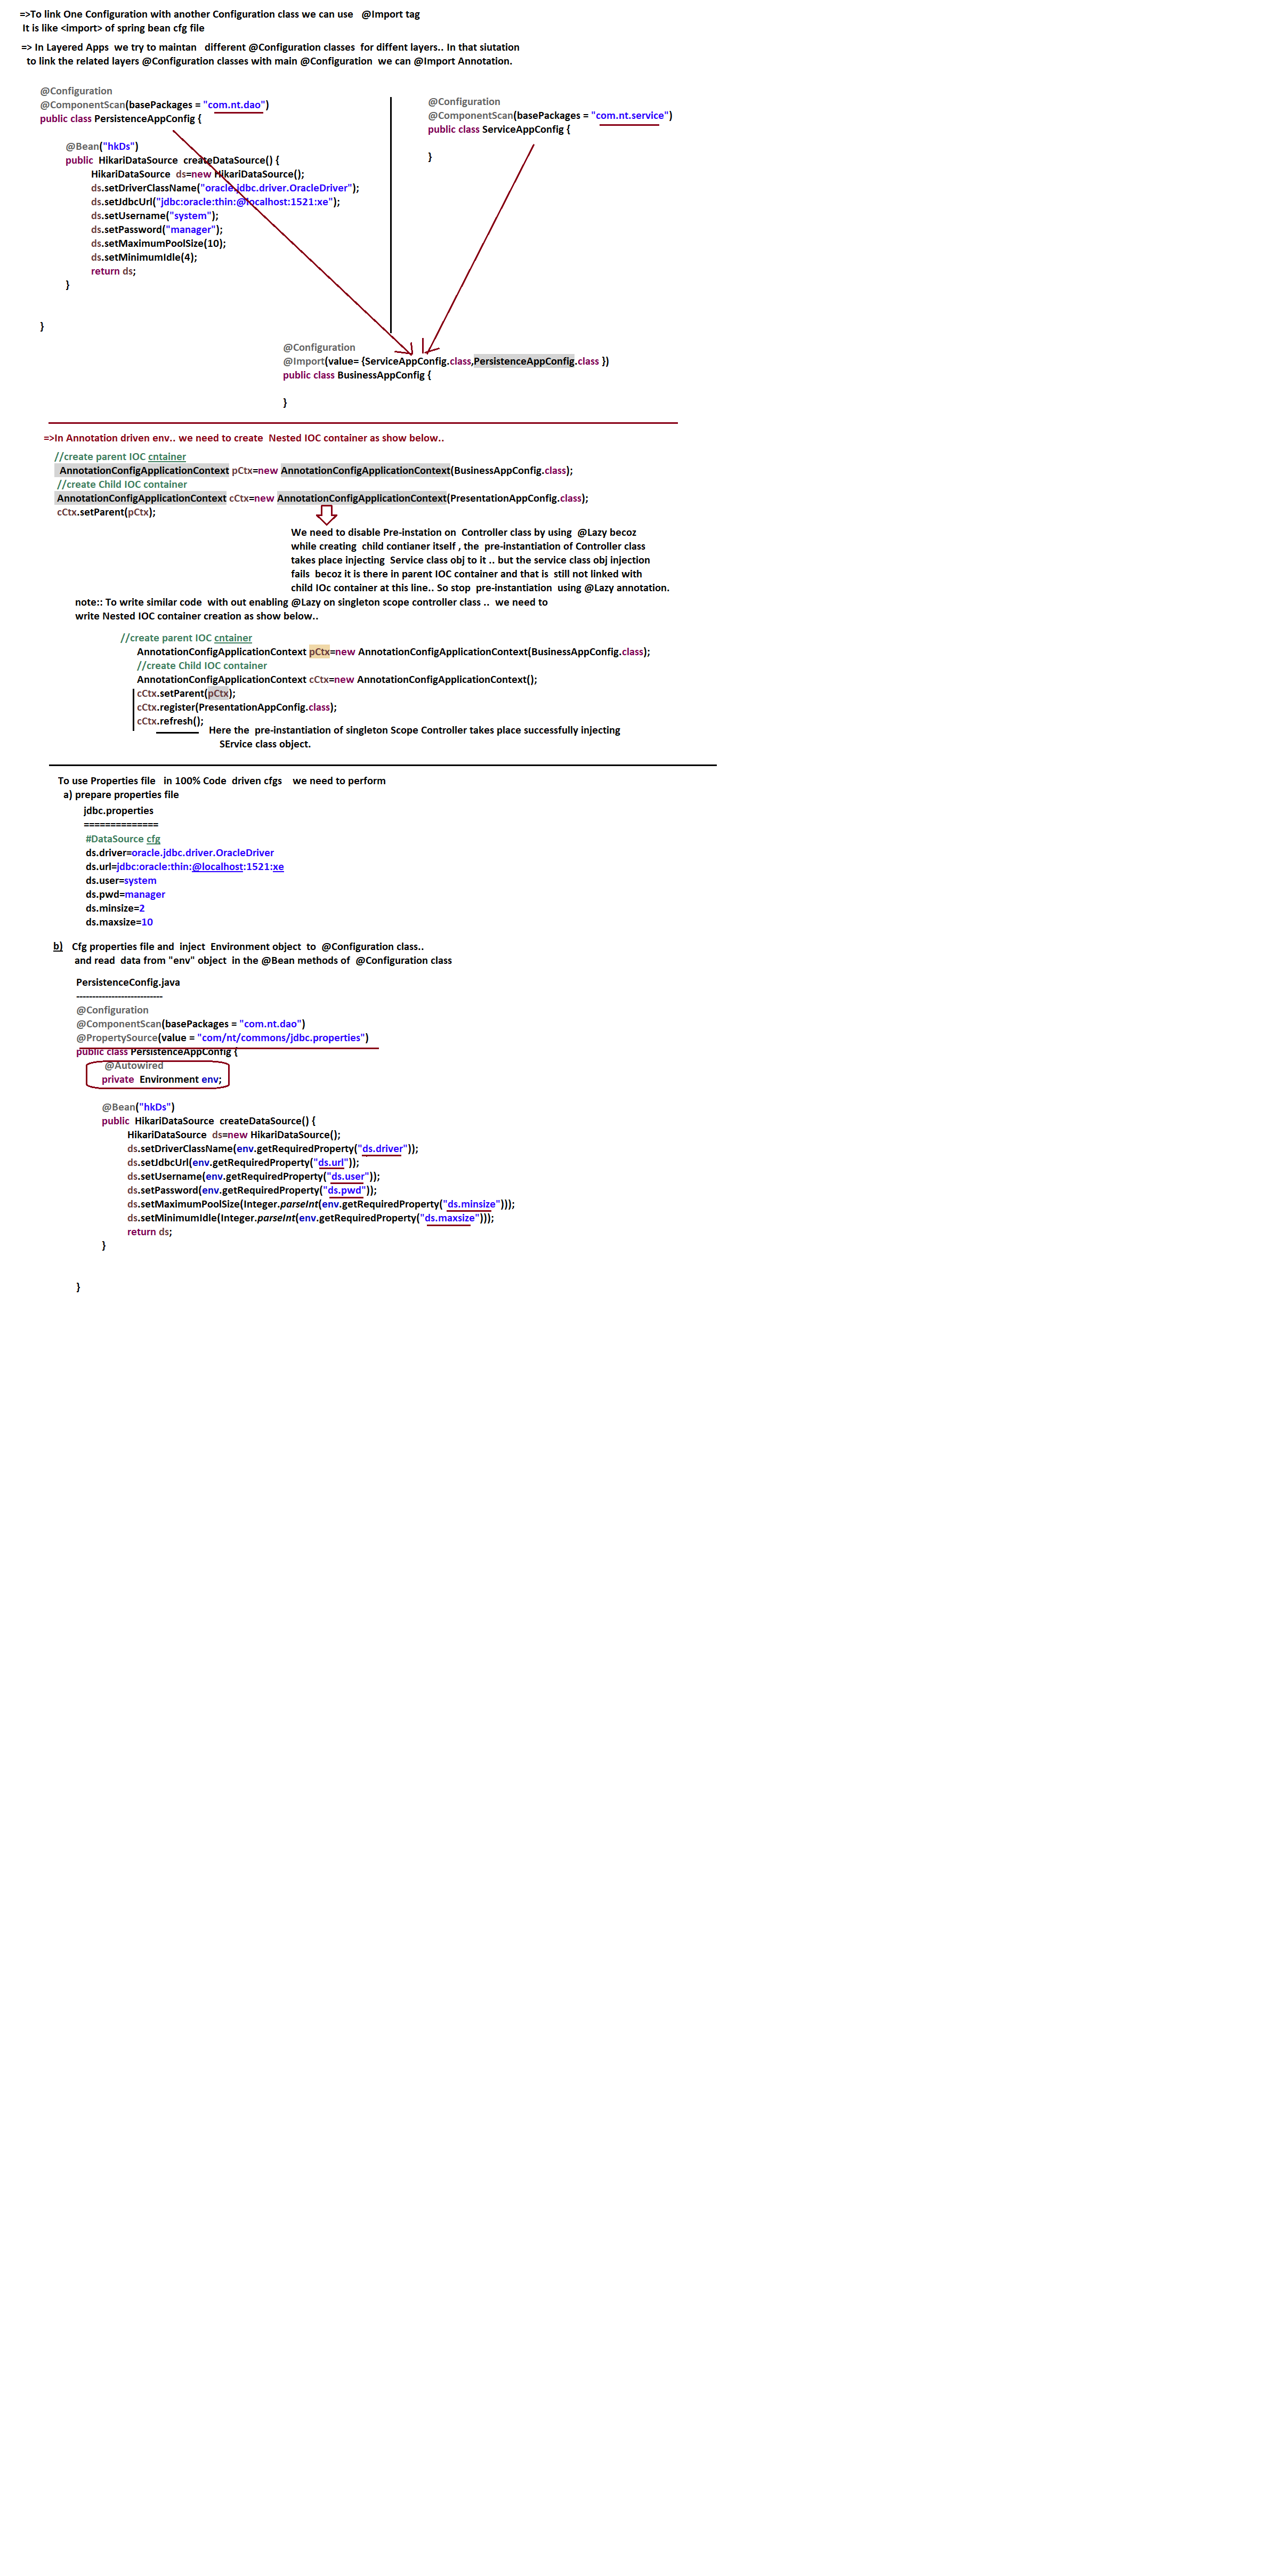 =>To link One Configuration with another Configuration class we can use   @Import tag
It is like <import> of spring bean cfg file
=> In Layered Apps  we try to maintan   different @Configuration classes  for diffent layers.. In that siutation
to link the related layers @Configuration classes with main @Configuration  we can @Import Annotation.
@Configuration
@ComponentScan(basePackages = "com.nt.dao")
public class PersistenceAppConfig {
@Bean("hkDs")
public  HikariDataSource  createDataSource() {
HikariDataSource  ds=new HikariDataSource();
ds.setDriverClassName("oracle.jdbc.driver.OracleDriver");
ds.setJdbcUrl("jdbc:oracle:thin:@localhost:1521:xe");
ds.setUsername("system");
ds.setPassword("manager");
ds.setMaximumPoolSize(10);
ds.setMinimumIdle(4);
return ds;
}
}
@Configuration
@ComponentScan(basePackages = "com.nt.service")
public class ServiceAppConfig {
}
@Configuration
@Import(value= {ServiceAppConfig.class,PersistenceAppConfig.class })
public class BusinessAppConfig {
}
=>In Annotation driven env.. we need to create  Nested IOC container as show below..
//create parent IOC cntainer
AnnotationConfigApplicationContext pCtx=new AnnotationConfigApplicationContext(BusinessAppConfig.class);
//create Child IOC container
AnnotationConfigApplicationContext cCtx=new AnnotationConfigApplicationContext(PresentationAppConfig.class);
cCtx.setParent(pCtx);
We need to disable Pre-instation on  Controller class by using  @Lazy becoz
while creating  child contianer itself , the  pre-instantiation of Controller class
takes place injecting  Service class obj to it .. but the service class obj injection
fails  becoz it is there in parent IOC container and that is  still not linked with
child IOc container at this line.. So stop  pre-instantiation  using @Lazy annotation.
note:: To write similar code  with out enabling @Lazy on singleton scope controller class ..  we need to
write Nested IOC container creation as show below..
//create parent IOC cntainer
AnnotationConfigApplicationContext pCtx=new AnnotationConfigApplicationContext(BusinessAppConfig.class);
//create Child IOC container
AnnotationConfigApplicationContext cCtx=new AnnotationConfigApplicationContext();
cCtx.setParent(pCtx);
cCtx.register(PresentationAppConfig.class);
cCtx.refresh();
Here the  pre-instantiation of singleton Scope Controller takes place successfully injecting
SErvice class object.
To use Properties file   in 100% Code  driven cfgs    we need to perform
a) prepare properties file
jdbc.properties
==============
#DataSource cfg
ds.driver=oracle.jdbc.driver.OracleDriver
ds.url=jdbc:oracle:thin:@localhost:1521:xe
ds.user=system
ds.pwd=manager
ds.minsize=2
ds.maxsize=10
b)   Cfg properties file and  inject  Environment object  to  @Configuration class..
and read  data from "env" object  in the @Bean methods of  @Configuration class
PersistenceConfig.java
---------------------------
@Configuration
@ComponentScan(basePackages = "com.nt.dao")
@PropertySource(value = "com/nt/commons/jdbc.properties")
public class PersistenceAppConfig {
@Autowired
private  Environment env;
@Bean("hkDs")
public  HikariDataSource  createDataSource() {
HikariDataSource  ds=new HikariDataSource();
ds.setDriverClassName(env.getRequiredProperty("ds.driver"));
ds.setJdbcUrl(env.getRequiredProperty("ds.url"));
ds.setUsername(env.getRequiredProperty("ds.user"));
ds.setPassword(env.getRequiredProperty("ds.pwd"));
ds.setMaximumPoolSize(Integer.parseInt(env.getRequiredProperty("ds.minsize")));
ds.setMinimumIdle(Integer.parseInt(env.getRequiredProperty("ds.maxsize")));
return ds;
}
}